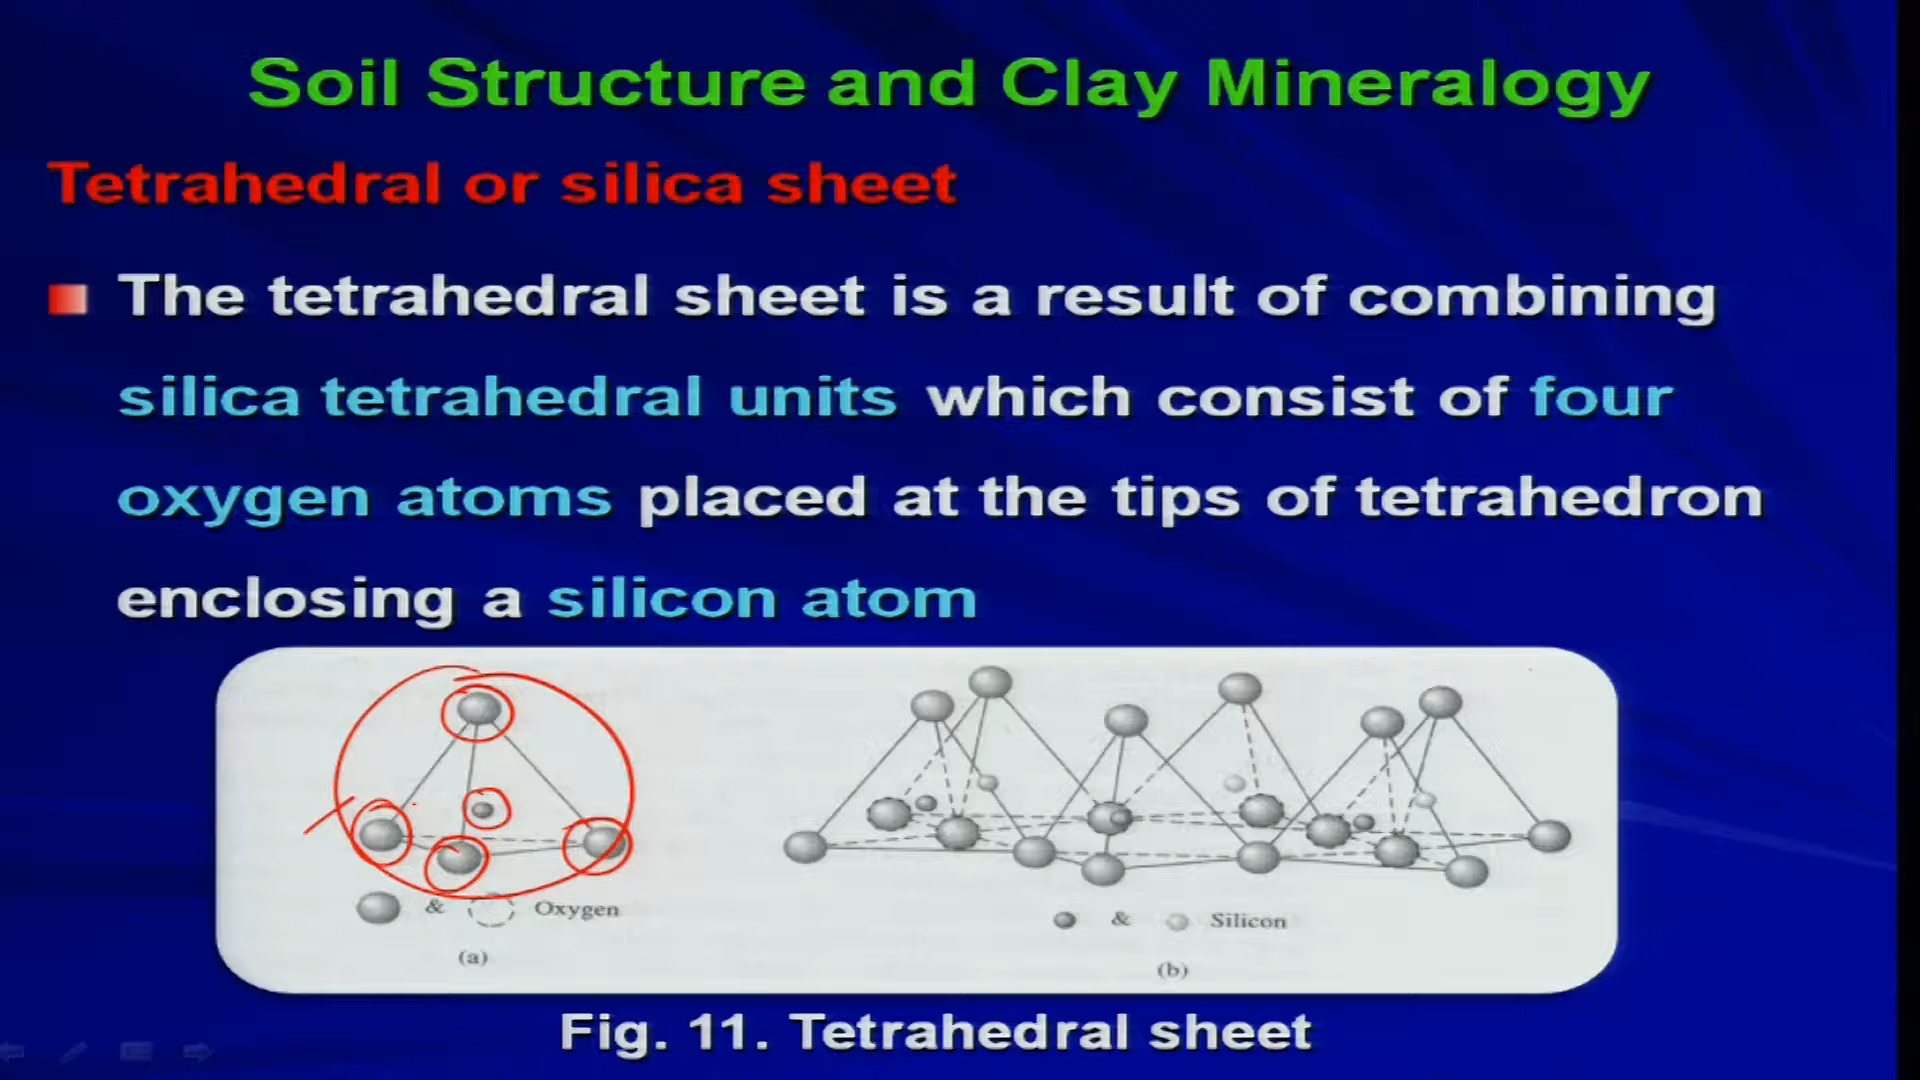 Soil Structure and Clay Mineralogy
Tetrahedral or silica sheet
The tetrahedral sheet is a result of combining
silica tetrahedral units which consist of four
oxygen atoms placed at the tips of tetrahedron
enclosing a silicon atom
& Oxygen
(a)
& Silicon
(b)
Fig. 11. Tetrahedral sheet